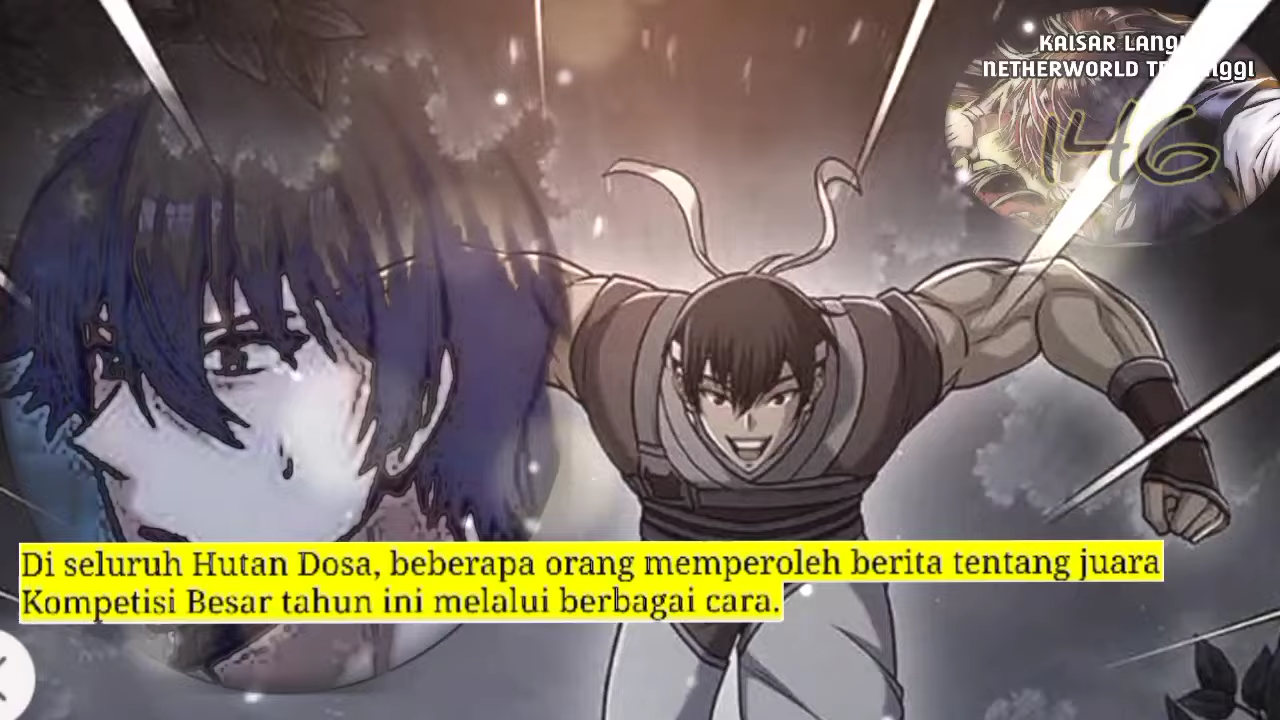 KAISAR LANGI
NETHERWORLD
146
Di seluruh Hutan Dosa, beberapa orang memperoleh berita tentang juara
Kompetisi Besar tahun ini melalui berbagai cara.